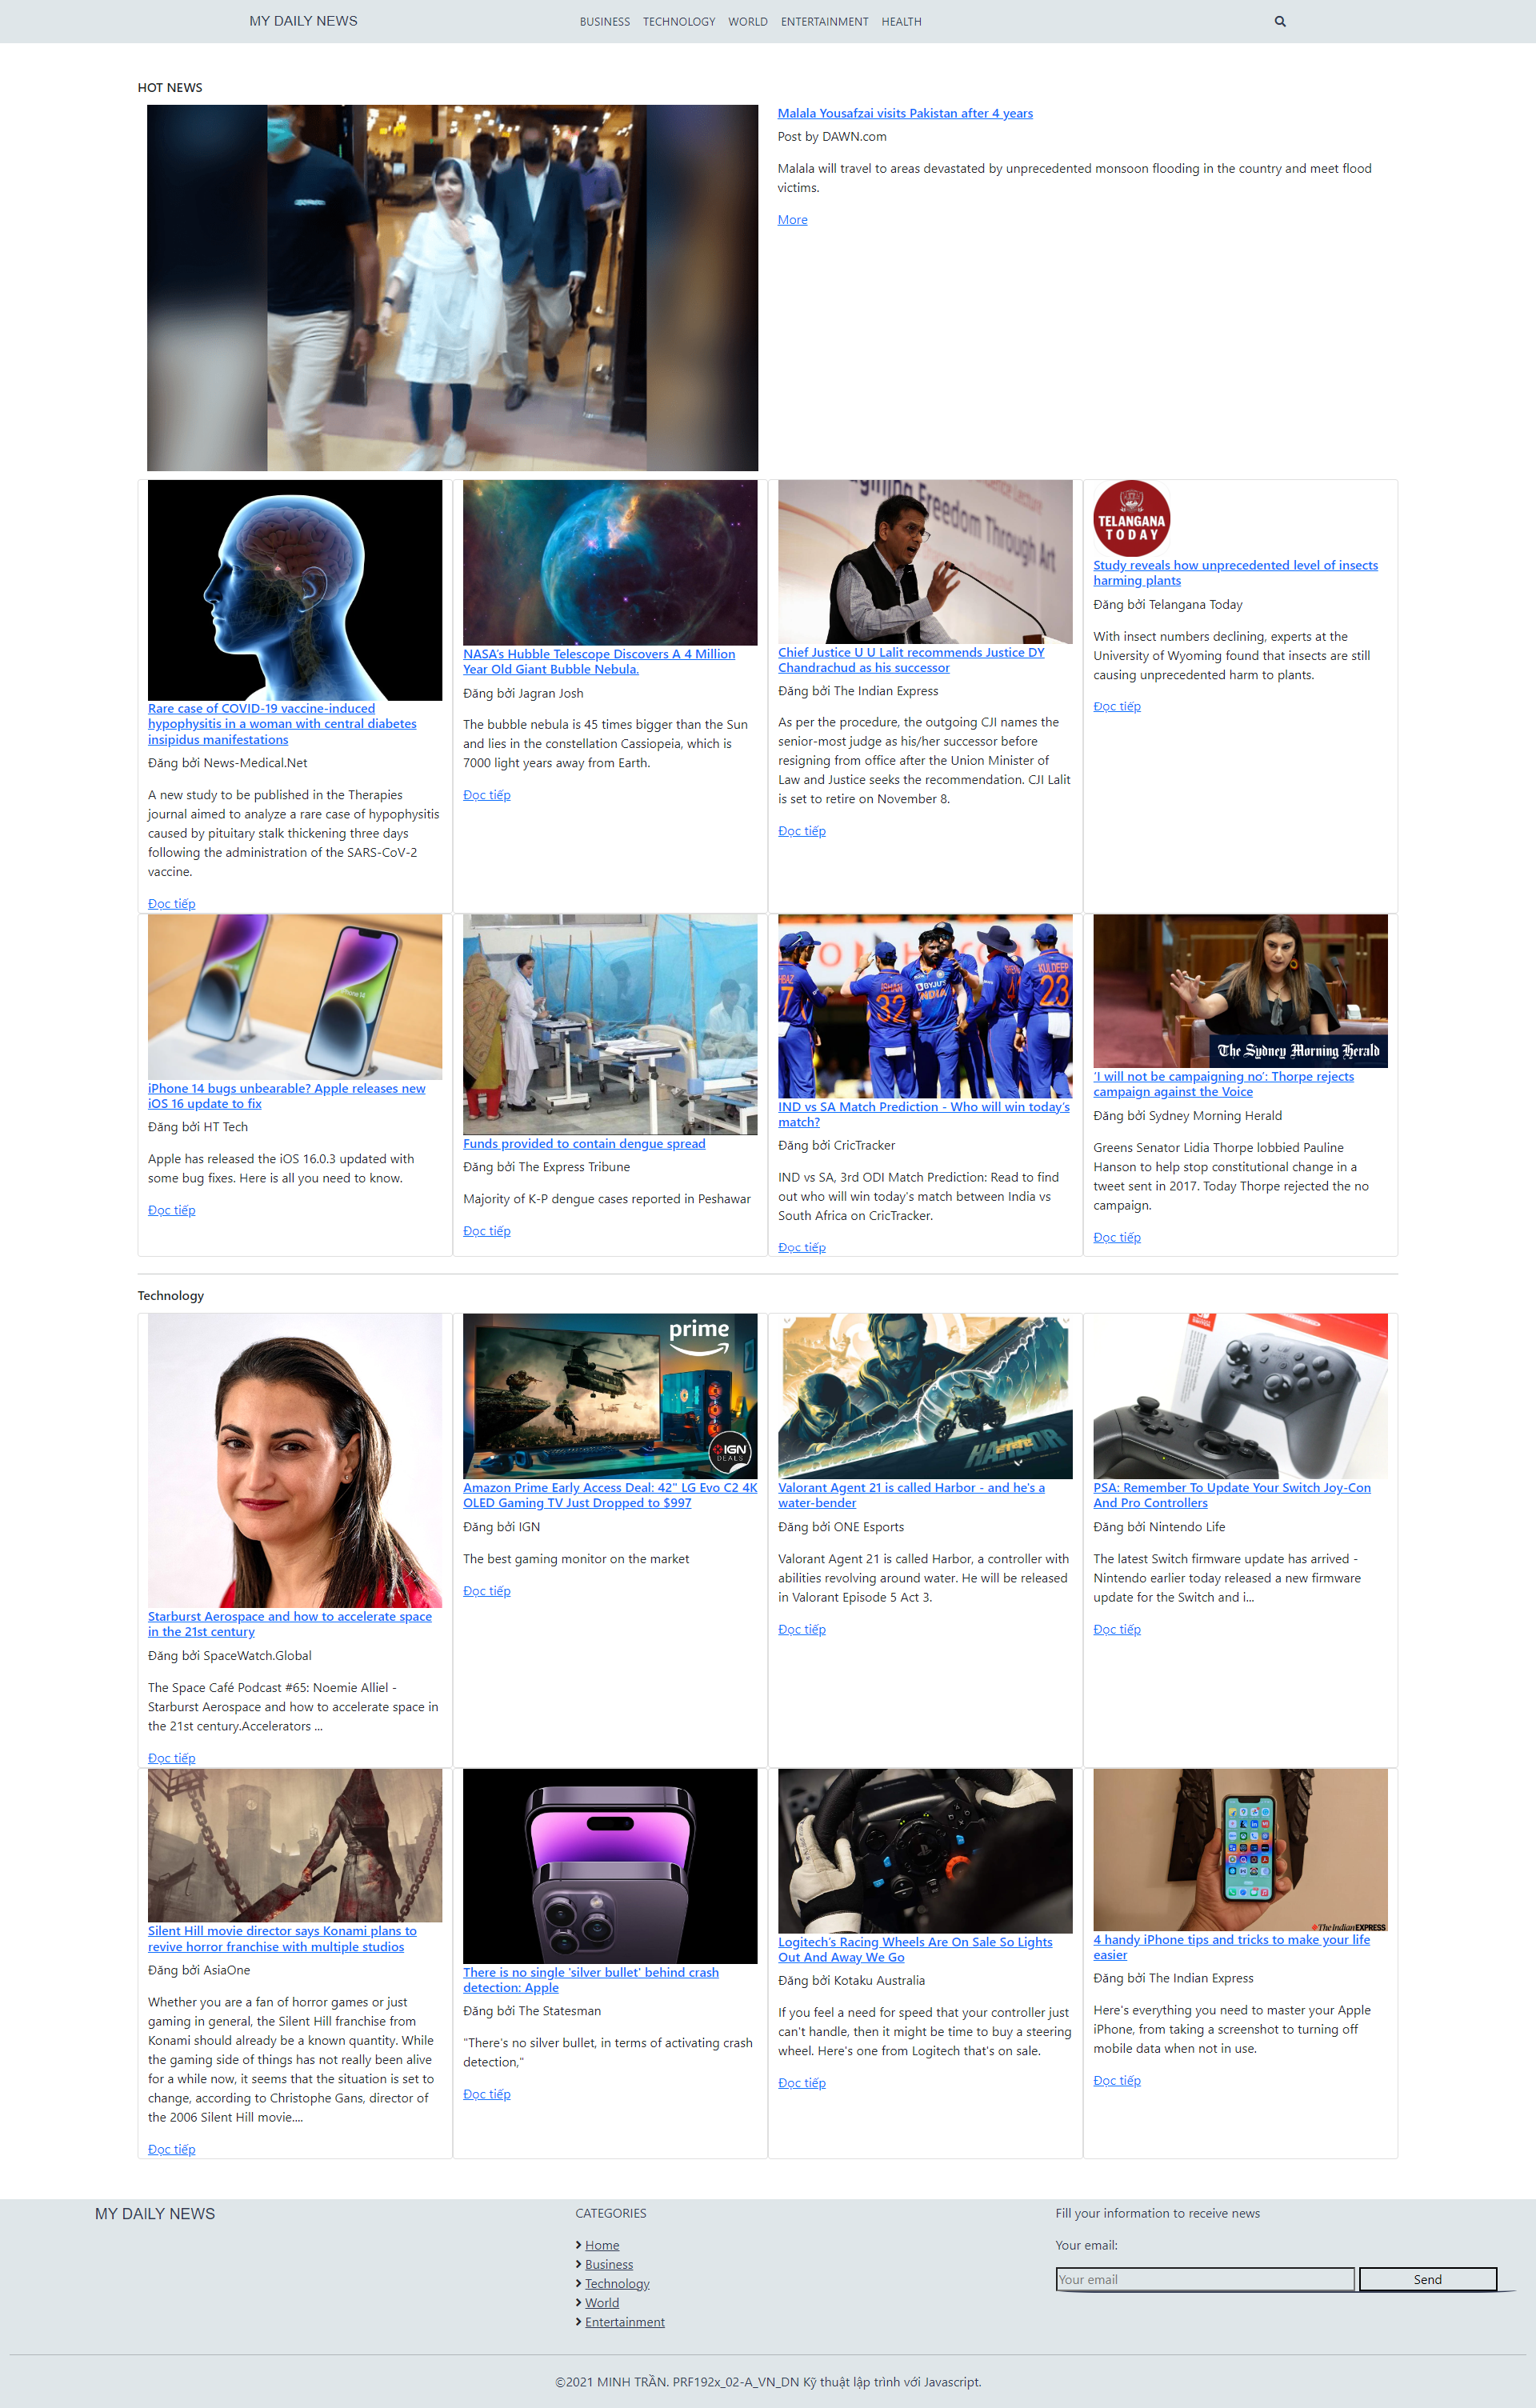 MY DAILY NEWS
BUSINESS TECHNOLOGY WORLD ENTERTAINMENT HEALTH
HOT NEWS
Malala Yousafzai visits Pakistan after 4 years
Post by DAWN.com
Malala will travel to areas devastated by unprecedented monsoon flooding in the country and meet flood
victims.
More
Rare case of COVID-19 vaccine-induced
hypophysitis in a woman with central diabetes
insipidus manifestations
Đăng bởi News-Medical.Net
A new study to be published in the Therapies
journal aimed to analyze a rare case of hypophysitis
caused by pituitary stalk thickening three days
following the administration of the SARS-CoV-2
vaccine.
Đọc tiếp
NASA's Hubble Telescope Discovers A 4 Million
Year Old Giant Bubble Nebula.
Đăng bởi Jagran Josh
The bubble nebula is 45 times bigger than the Sun
and lies in the constellation Cassiopeia, which is
7000 light years away from Earth.
Đọc tiếp
Freedom Through Art
Chief Justice U U Lalit recommends Justice DY
Chandrachud as his successor
Đăng bởi The Indian Express
As per the procedure, the outgoing CJI names the
senior-most judge as his/her successor before
resigning from office after the Union Minister of
Law and Justice seeks the recommendation. CJI Lalit
is set to retire on November 8.
Đọc tiếp
TELANGANA
TODAY
Study reveals how unprecedented level of insects
harming plants
Đăng bởi Telangana Today
With insect numbers declining, experts at the
University of Wyoming found that insects are still
causing unprecedented harm to plants.
Đọc tiếp
iPhone 14 bugs unbearable? Apple releases new
iOS 16 update to fix
Đăng bởi HT Tech
Apple has released the iOS 16.0.3 updated with
some bug fixes. Here is all you need to know.
Đọc tiếp
Funds provided to contain dengue spread
Đăng bởi The Express Tribune
Majority of K-P dengue cases reported in Peshawar
Đọc tiếp
7 ISHAN 32 BYJU'S INDIA KULDEEP 23
IND vs SA Match Prediction - Who will win today's
match?
Đăng bởi CricTracker
IND vs SA, 3rd ODI Match Prediction: Read to find
out who will win today's match between India vs
South Africa on CricTracker.
Đọc tiếp
The Sydney Morning Herald
'I will not be campaigning no': Thorpe rejects
campaign against the Voice
Đăng bởi Sydney Morning Herald
Greens Senator Lidia Thorpe lobbied Pauline
Hanson to help stop constitutional change in a
tweet sent in 2017. Today Thorpe rejected the no
campaign.
Đọc tiếp
Technology
Starburst Aerospace and how to accelerate space
in the 21st century
Đăng bởi SpaceWatch.Global
The Space Café Podcast #65: Noemie Alliel -
Starburst Aerospace and how to accelerate space in
the 21st century.Accelerators ...
Đọc tiếp
prime
IGN
DEALS
Amazon Prime Early Access Deal: 42" LG Evo C2 4K
OLED Gaming TV Just Dropped to $997
Đăng bởi IGN
The best gaming monitor on the market
Đọc tiếp
HARBOR
Valorant Agent 21 is called Harbor - and he's a
water-bender
Đăng bởi ONE Esports
Valorant Agent 21 is called Harbor, a controller with
abilities revolving around water. He will be released
in Valorant Episode 5 Act 3.
Đọc tiếp
PSA: Remember To Update Your Switch Joy-Con
And Pro Controllers
Đăng bởi Nintendo Life
The latest Switch firmware update has arrived -
Nintendo earlier today released a new firmware
update for the Switch and i...
Đọc tiếp
Silent Hill movie director says Konami plans to
revive horror franchise with multiple studios
Đăng bởi AsiaOne
Whether you are a fan of horror games or just
gaming in general, the Silent Hill franchise from
Konami should already be a known quantity. While
the gaming side of things has not really been alive
for a while now, it seems that the situation is set to
change, according to Christophe Gans, director of
the 2006 Silent Hill movie....
Đọc tiếp
There is no single 'silver bullet' behind crash
detection: Apple
Đăng bởi The Statesman
"There's no silver bullet, in terms of activating crash
detection,"
Đọc tiếp
Logitech's Racing Wheels Are On Sale So Lights
Out And Away We Go
Đăng bởi Kotaku Australia
If you feel a need for speed that your controller just
can't handle, then it might be time to buy a steering
wheel. Here's one from Logitech that's on sale.
Đọc tiếp
The Indian EXPRESS
4 handy iPhone tips and tricks to make your life
easier
Đăng bởi The Indian Express
Here's everything you need to master your Apple
iPhone, from taking a screenshot to turning off
mobile data when not in use.
Đọc tiếp
MY DAILY NEWS
CATEGORIES
Home
Business
Technology
World
Entertainment
Fill your information to receive news
Your email:
Your email
Send
©2021 MINH TRẦN. PRF192x_02-A_VN_DN Kỹ thuật lập trình với Javascript.